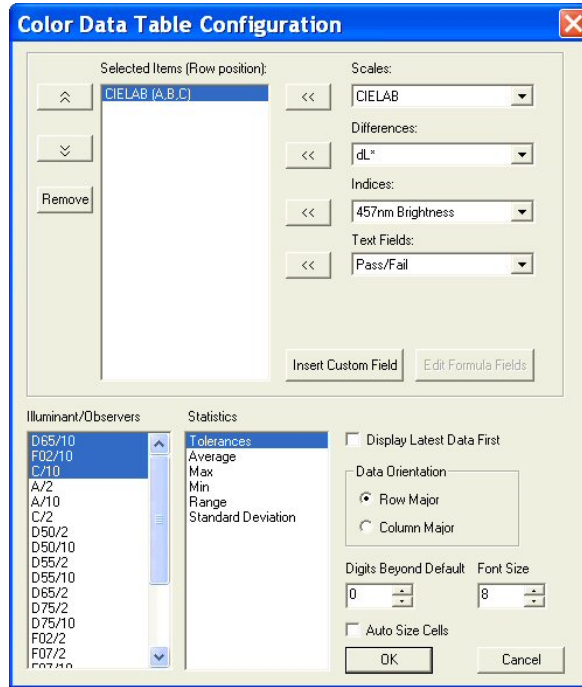 Color Data Table Configuration
Selected Items (Row position):
CIELAB (A,B,C)
Remove
<<
Scales:
CIELAB
<<
Differences:
dL*
<<
Indices:
457nm Brightness
<<
Text Fields:
Pass/Fail
Insert Custom Field
Edit Formula Fields
Illuminant/Observers
D65/10
F02/10
C/10
A/2
A/10
C/2
D50/2
D50/10
D55/2
D55/10
D65/2
D75/2
D75/10
F02/2
F07/2
F07/10
Statistics
Tolerances
Average
Max
Min
Range
Standard Deviation
Display Latest Data First
Data Orientation
Row Major
Column Major
Digits Beyond Default
0
Font Size
8
Auto Size Cells
OK
Cancel